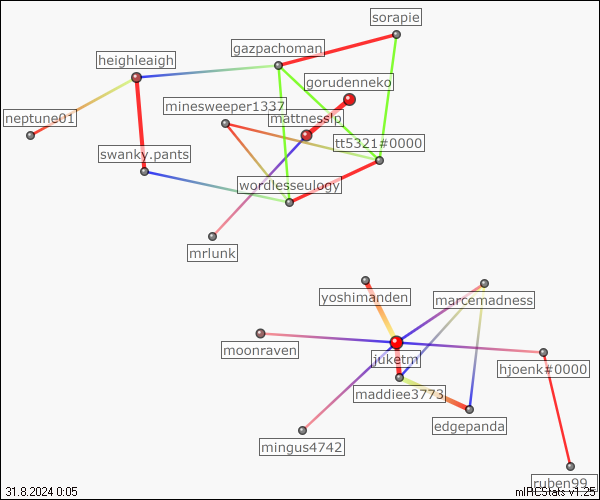 sorapie
gazpachoman
heighleaigh
gorudenneko
minesweeper1337
neptune01
mattnesslp
tt5321#0000
swanky.pants
wordlesseulogy
mrlunk
yoshimanden
marcemadness
moonraven
juketm
hjoenk#0000
maddiee3773
edgepanda
mingus4742
ruben99_
31.8.2024 0:05
mIRCStats v1.25